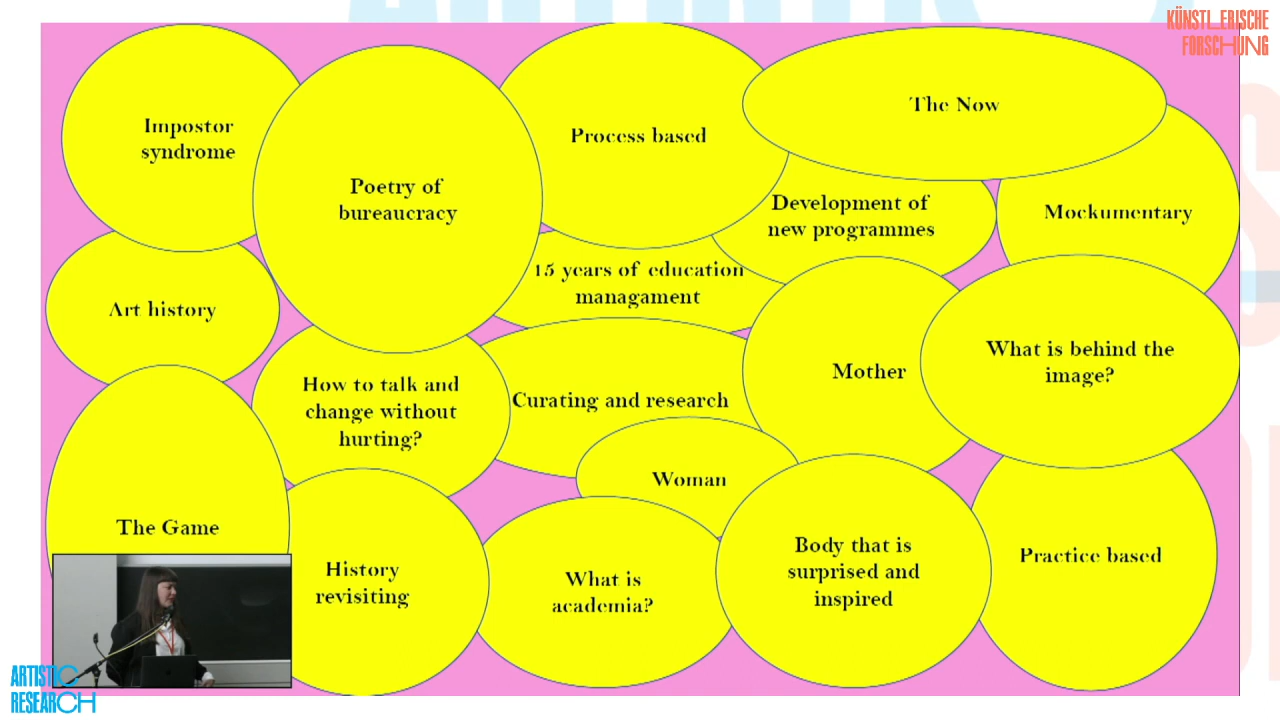 KÜNSTL_ERISCHE
FORSCHUNG
Impostor
syndrome
Poetry of
bureaucracy
Process based
The Now
Development of
new programmes
Mockumentary
15 years of education
managament
Art history
How to talk and
change without
hurting?
Curating and research
Mother
What is behind the
image?
Woman
The Game
History
revisiting
What is
academia?
Body that is
surprised and
inspired
Practice based
ARTISTIC
RESEARCH